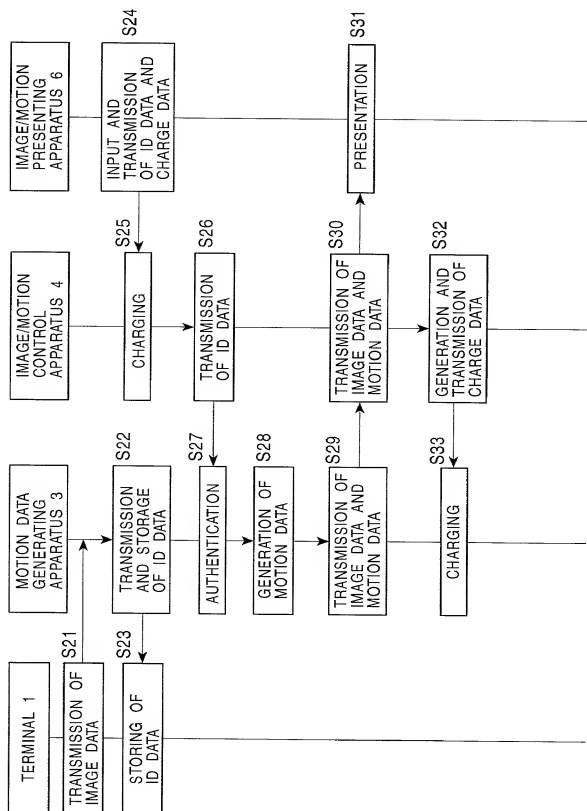 TERMINAL 1
MOTION DATA
GENERATING
APPARATUS 3
IMAGE/MOTION
CONTROL
APPARATUS 4
IMAGE/MOTION
PRESENTING
APPARATUS 6
S21
TRANSMISSION OF
IMAGE DATA
S22
TRANSMISSION
AND STORAGE
OF ID DATA
S23
STORING OF
ID DATA
S24
INPUT AND
TRANSMISSION
OF ID DATA AND
CHARGE DATA
S25
CHARGING
S26
TRANSMISSION
OF ID DATA
S27
AUTHENTICATION
S28
GENERATION OF
MOTION DATA
S29
TRANSMISSION OF
IMAGE DATA AND
MOTION DATA
S30
TRANSMISSION OF
IMAGE DATA AND
MOTION DATA
S31
PRESENTATION
S32
GENERATION AND
TRANSMISSION OF
CHARGE DATA
S33
CHARGING